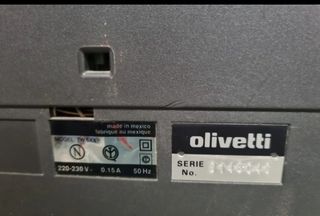 made in mexico
fabrique au mexique
MODEL
220-230 V - 0.15 A 50 Hz
olivetti
SERIE
No.